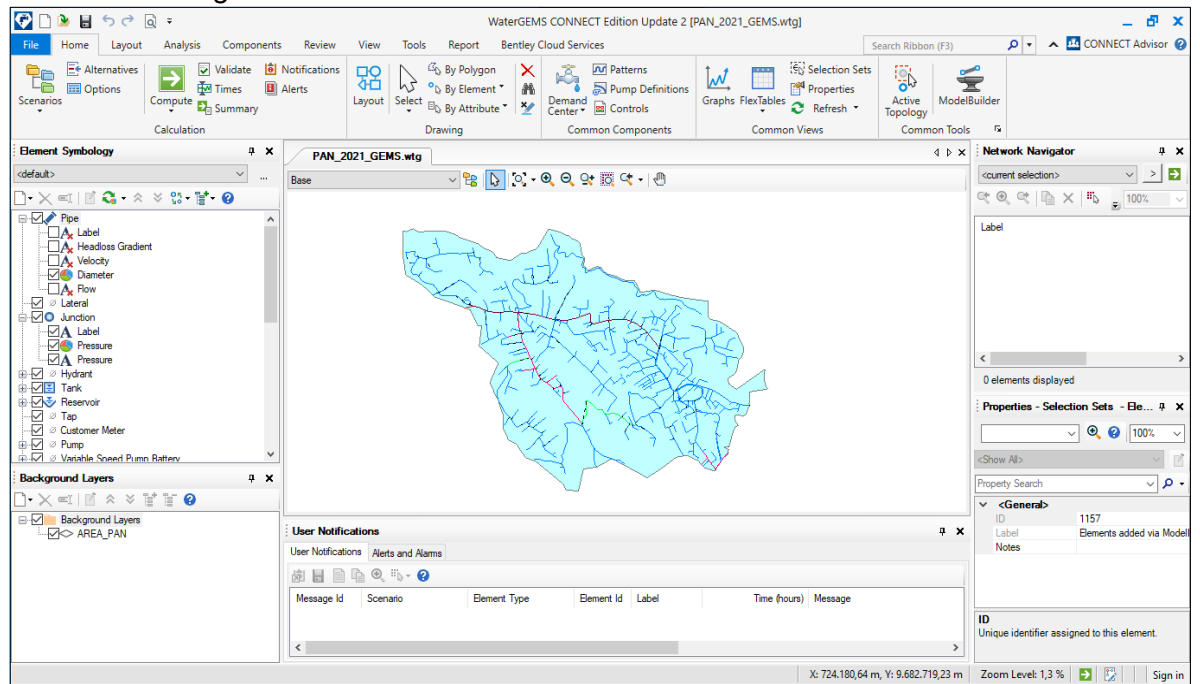 WaterGEMS CONNECT Edition Update 2 [PAN_2021_GEMS.wtg]
File Home Layout Analysis Components Review View Tools Report Bentley Cloud Services Search Ribbon (F3) CONNECT Advisor
Scenarios
Alternatives
Options
Compute
Validate
Times
Summary
Notifications
Alerts
Calculation
Layout
Select
By Polygon
By Element
By Attribute
Drawing
Demand Center
Patterns
Pump Definitions
Controls
Common Components
Graphs
FlexTables
Selection Sets
Properties
Refresh
Common Views
Active Topology
ModelBuilder
Common Tools
Element Symbology
<default>
...
Pipe
Label
Headloss Gradient
Velocity
Diameter
Flow
Lateral
Junction
Label
Pressure
Pressure
Hydrant
Tank
Reservoir
Tap
Customer Meter
Pump
Variable Speed Pump Battery
Background Layers
Background Layers
AREA_PAN
PAN_2021_GEMS.wtg
Base
User Notifications
User Notifications Alerts and Alarms
Message Id Scenario Element Type Element Id Label Time (hours) Message
Network Navigator
<current selection>
>
100%
Label
0 elements displayed
Properties - Selection Sets - Ele...
100%
<Show All>
Property Search
<General>
ID 1157
Label Elements added via Modell
Notes
ID
Unique identifier assigned to this element.
X: 724.180,64 m, Y: 9.682.719,23 m Zoom Level: 1,3 % Sign in